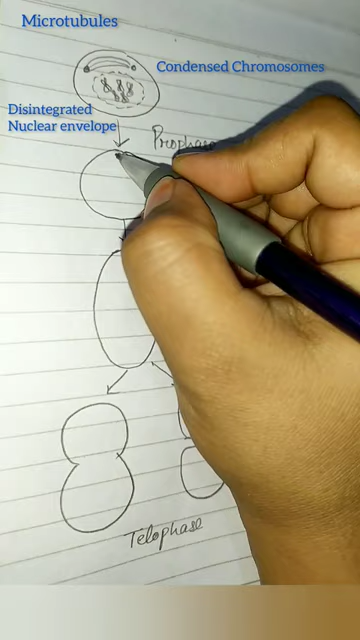 Microtubules
Condensed Chromosomes
Disintegrated
Nuclear envelope
Prophase
Telophase